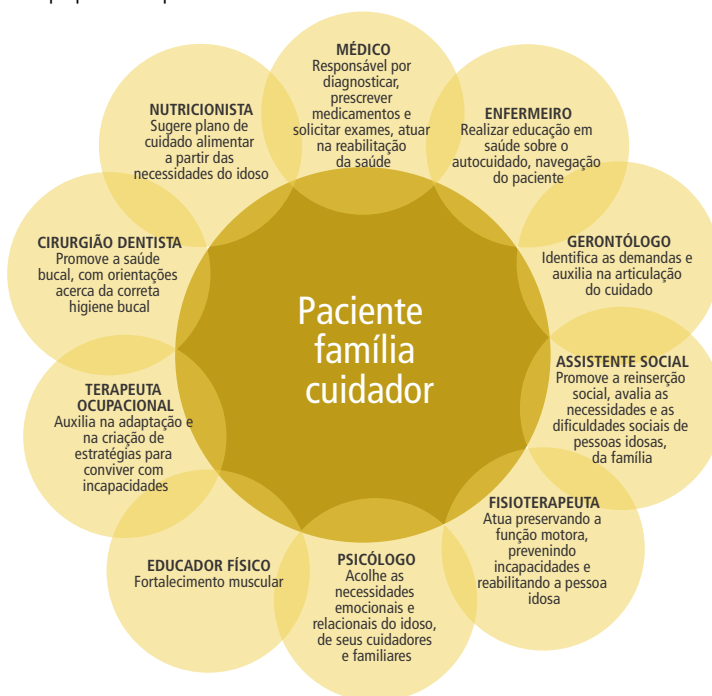 MÉDICO
Responsável por
diagnosticar,
prescrever
medicamentos e
solicitar exames, atuar
na reabilitação
da saúde
ENFERMEIRO
Realizar educação em
saúde sobre o
autocuidado, navegação
do paciente
GERONTÓLOGO
Identifica as demandas e
auxilia na articulação
do cuidado
ASSISTENTE SOCIAL
Promove a reinserção
social, avalia as
necessidades e as
dificuldades sociais de
pessoas idosas,
da família
FISIOTERAPEUTA
Atua preservando a
função motora,
prevenindo
incapacidades e
reabilitando a pessoa
idosa
PSICÓLOGO
Acolhe as
necessidades
emocionais e
relacionais do idoso,
de seus cuidadores
e familiares
EDUCADOR FÍSICO
Fortalecimento muscular
TERAPEUTA
OCUPACIONAL
Auxilia na adaptação e
na criação de
estratégias para
conviver com
incapacidades
CIRURGIÃO DENTISTA
Promove a saúde
bucal, com orientações
acerca da correta
higiene bucal
NUTRICIONISTA
Sugere plano de
cuidado alimentar
a partir das
necessidades do idoso
Paciente
família
cuidador